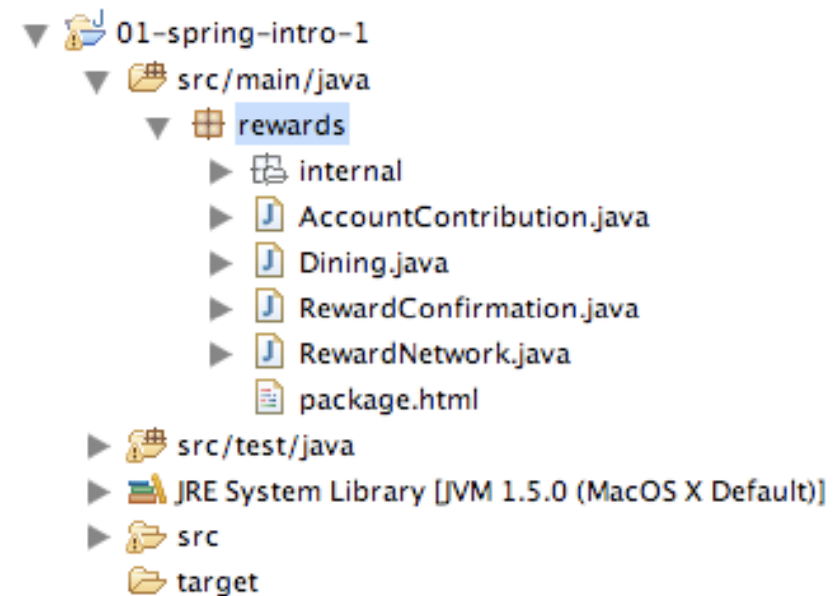 01-spring-intro-1
src/main/java
rewards
internal
AccountContribution.java
Dining.java
RewardConfirmation.java
RewardNetwork.java
package.html
src/test/java
JRE System Library [JVM 1.5.0 (MacOS X Default)]
src
target